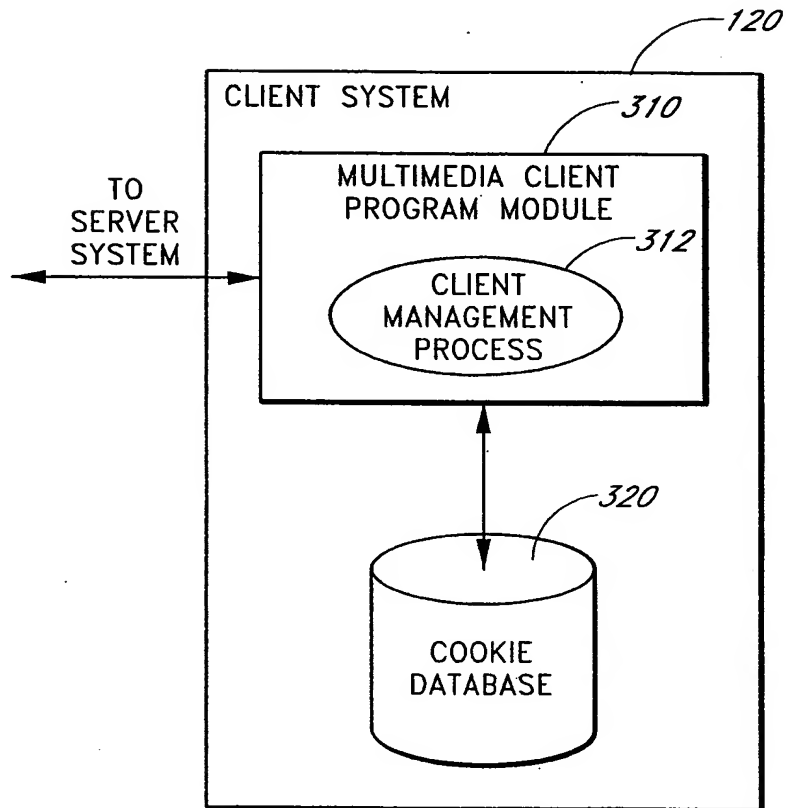 120
CLIENT SYSTEM
310
MULTIMEDIA CLIENT
PROGRAM MODULE
TO
SERVER
SYSTEM
312
CLIENT
MANAGEMENT
PROCESS
320
COOKIE
DATABASE